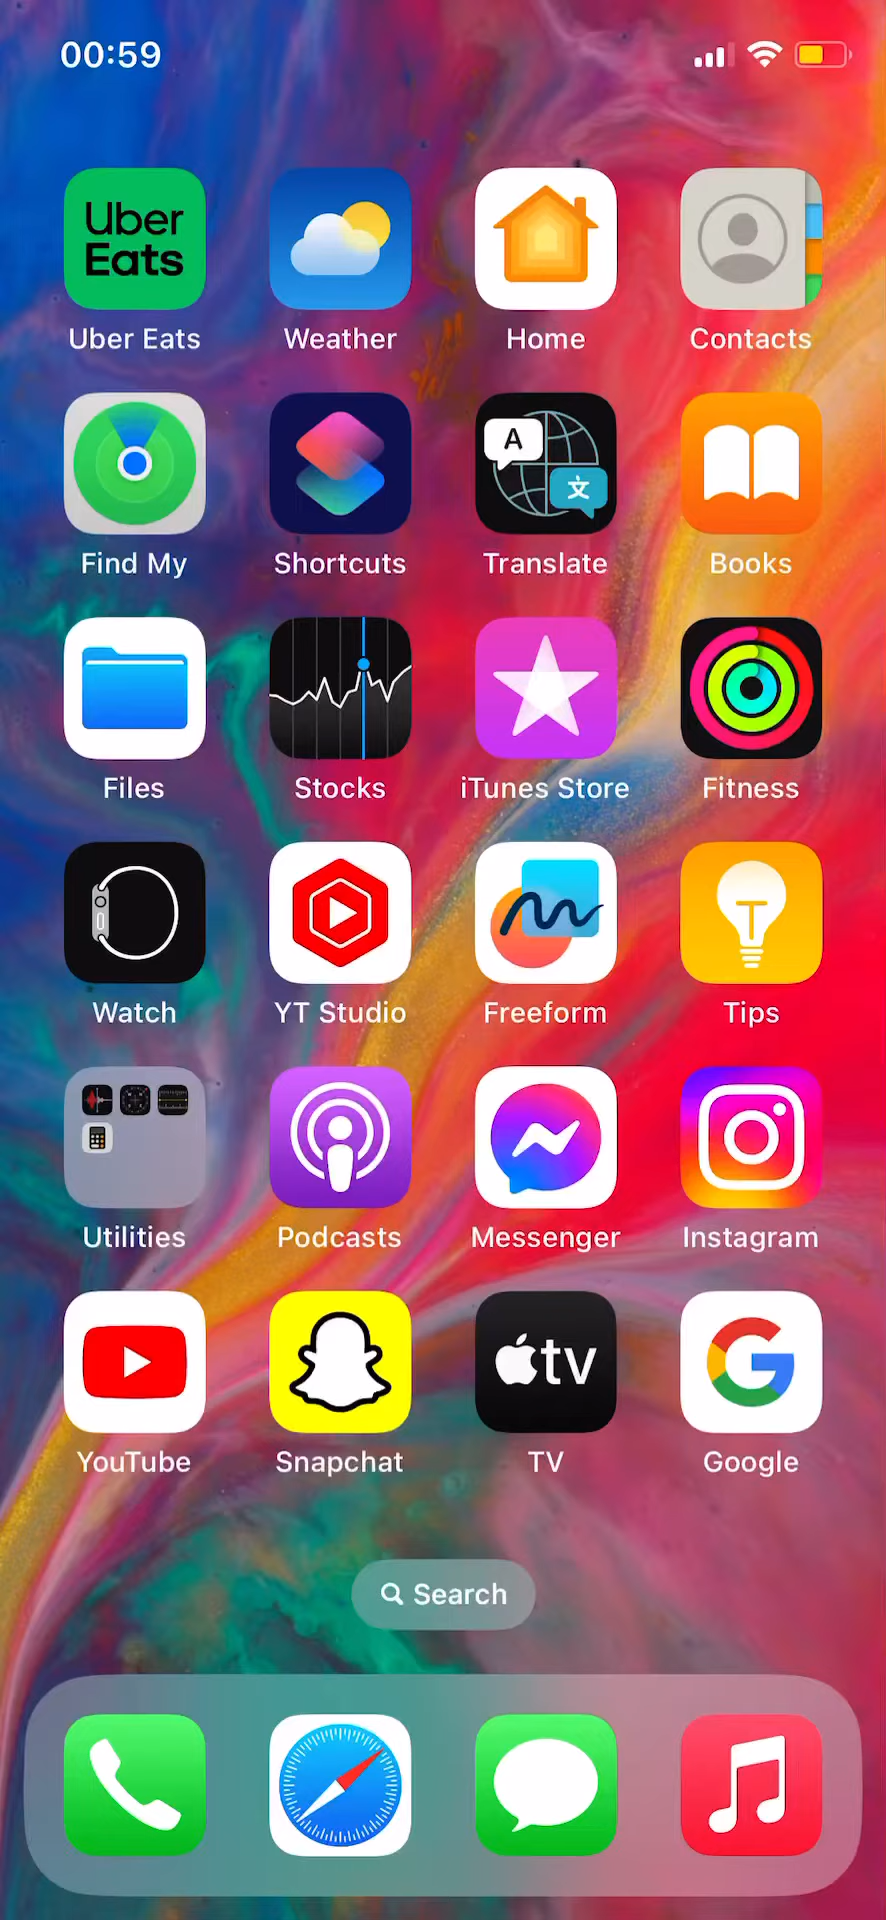 00:59
Uber
Eats
Uber Eats
Weather
Home
Contacts
A
文
Find My
Shortcuts
Translate
Books
Files
Stocks
iTunes Store
Fitness
Watch
YT Studio
Freeform
Tips
Utilities
Podcasts
Messenger
Instagram
tv
G
YouTube
Snapchat
TV
Google
Search